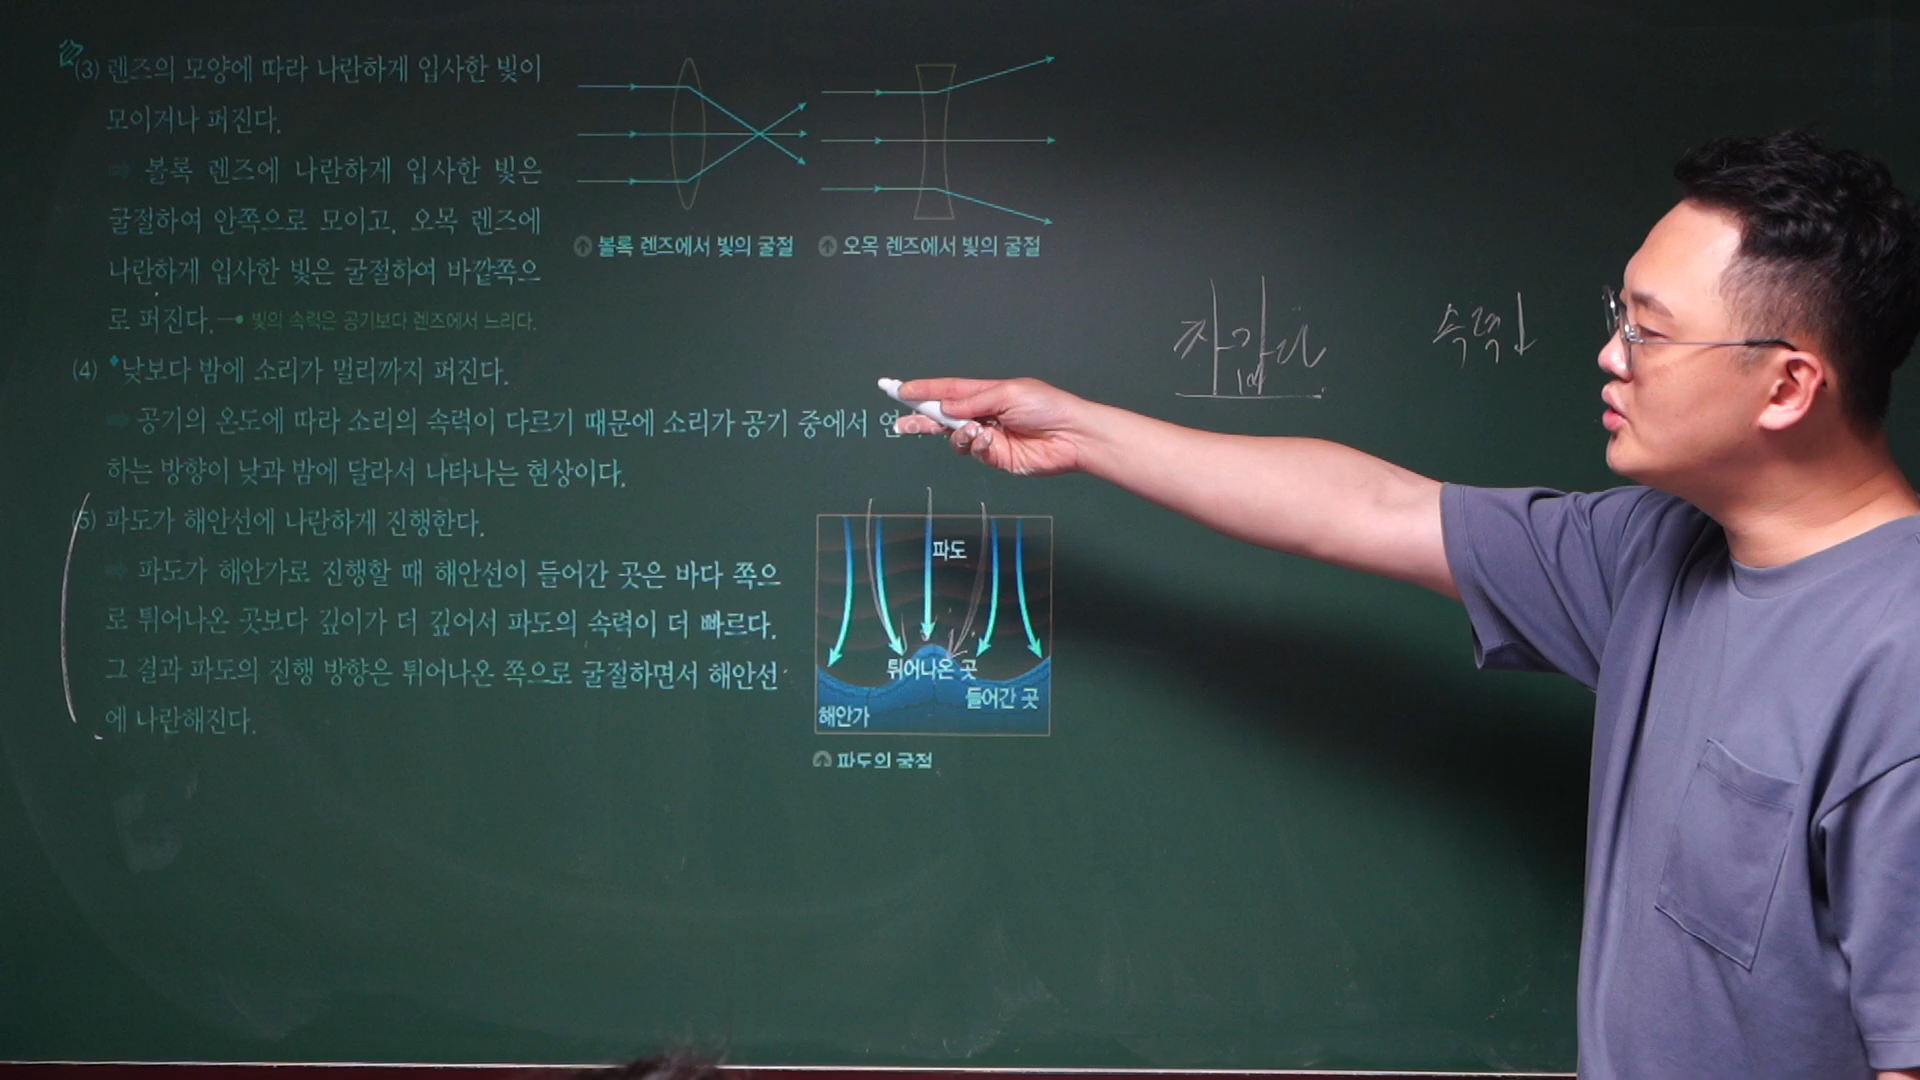 (3) 렌즈의 모양에 따라 나란하게 입사한 빛이
모이거나 퍼진다.
➡ 볼록 렌즈에 나란하게 입사한 빛은
굴절하여 안쪽으로 모이고, 오목 렌즈에
나란하게 입사한 빛은 굴절하여 바깥쪽으
로 퍼진다. 빛의 속력은 공기보다 렌즈에서 느리다.
볼록 렌즈에서 빛의 굴절
오목 렌즈에서 빛의 굴절
(4) 낮보다 밤에 소리가 멀리까지 퍼진다.
➡ 공기의 온도에 따라 소리의 속력이 다르기 때문에 소리가 공기 중에서
하는 방향이 낮과 밤에 달라서 나타나는 현상이다.
(5) 파도가 해안선에 나란하게 진행한다.
➡ 파도가 해안가로 진행할 때 해안선이 들어간 곳은 바다 쪽으
로 튀어나온 곳보다 깊이가 더 깊어서 파도의 속력이 더 빠르다.
그 결과 파도의 진행 방향은 튀어나온 쪽으로 굴절하면서 해안선
에 나란해진다.
파도
튀어나온 곳
들어간 곳
해안가
파도의 굴절
속력↓